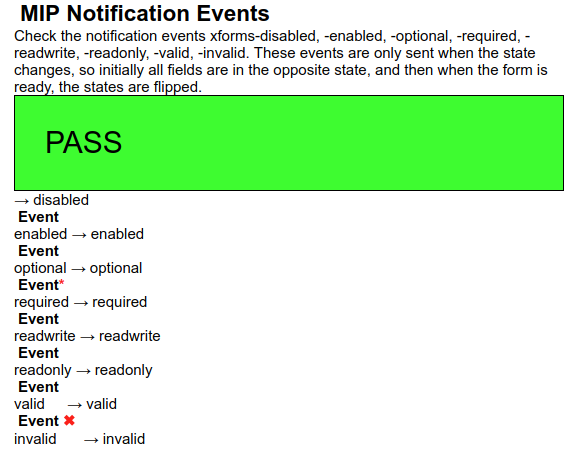 MIP Notification Events
Check the notification events xforms-disabled, -enabled, -optional, -required, -
readwrite, -readonly, -valid, -invalid. These events are only sent when the state
changes, so initially all fields are in the opposite state, and then when the form is
ready, the states are flipped.
PASS
→ disabled
Event
enabled → enabled
Event
optional → optional
Event*
required → required
Event
readwrite → readwrite
Event
readonly → readonly
Event
valid → valid
Event ✖
invalid → invalid